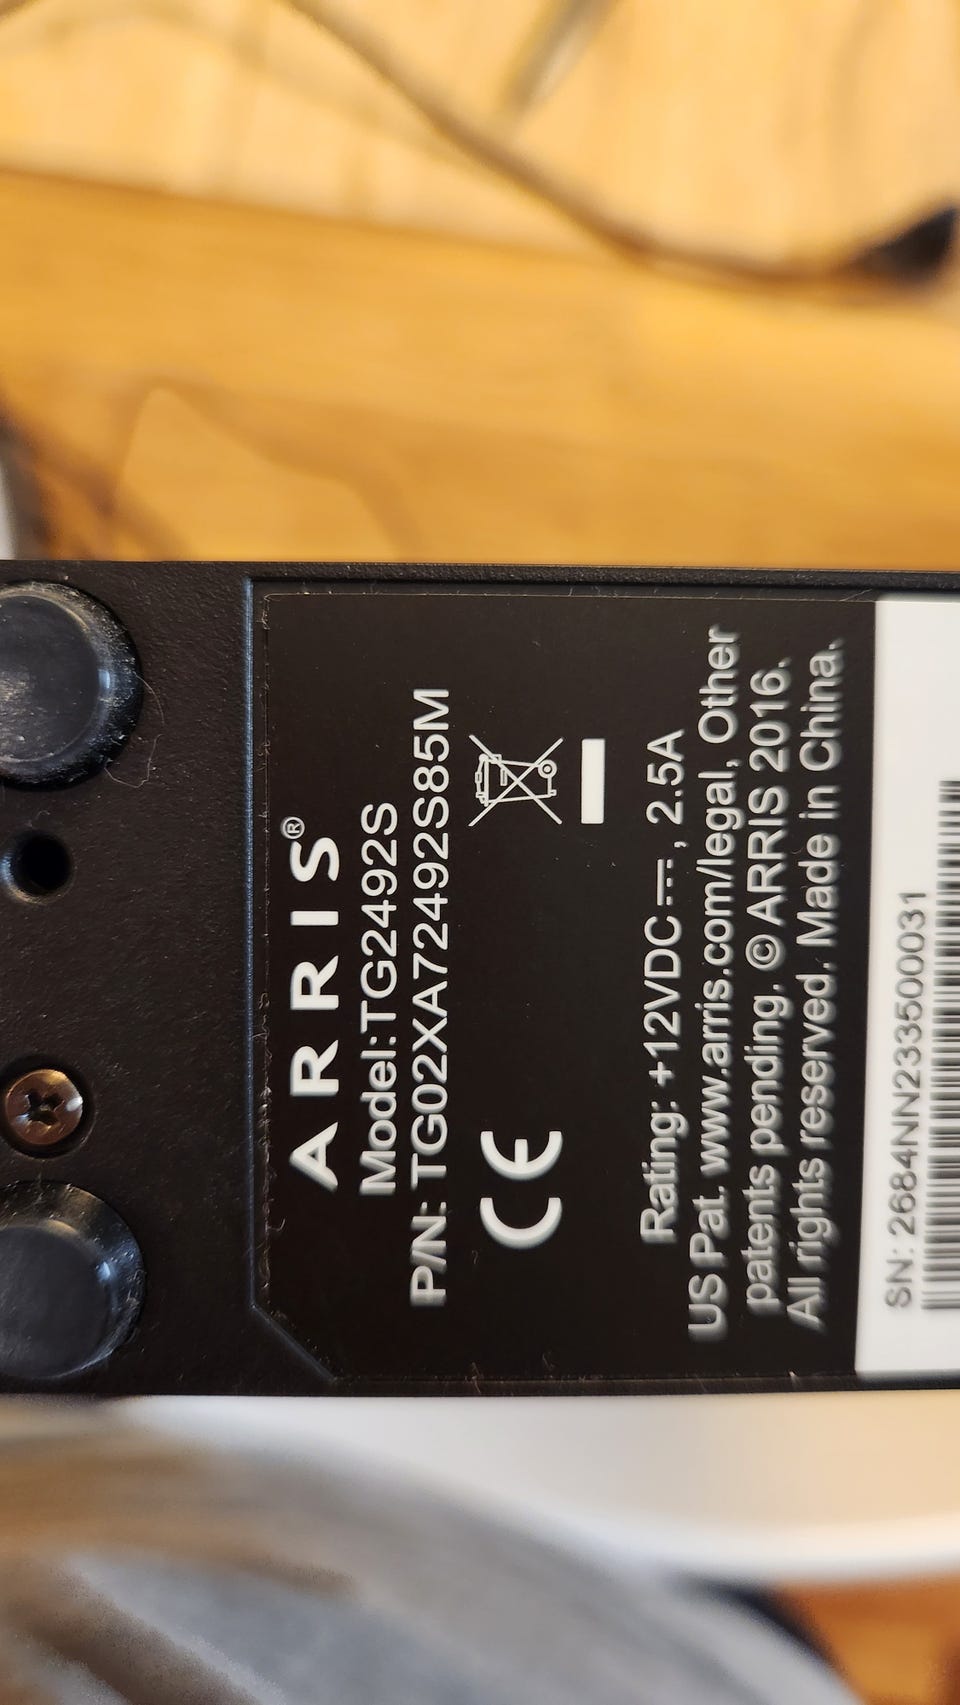 ARRIS®
Model:TG2492S
P/N: TG02XA72492S85M
CE
Rating: +12VDC⎓, 2.5A
US Pat. www.arris.com/legal, Other
patents pending. © ARRIS 2016.
All rights reserved. Made in China.
SN: 2684NN233500031